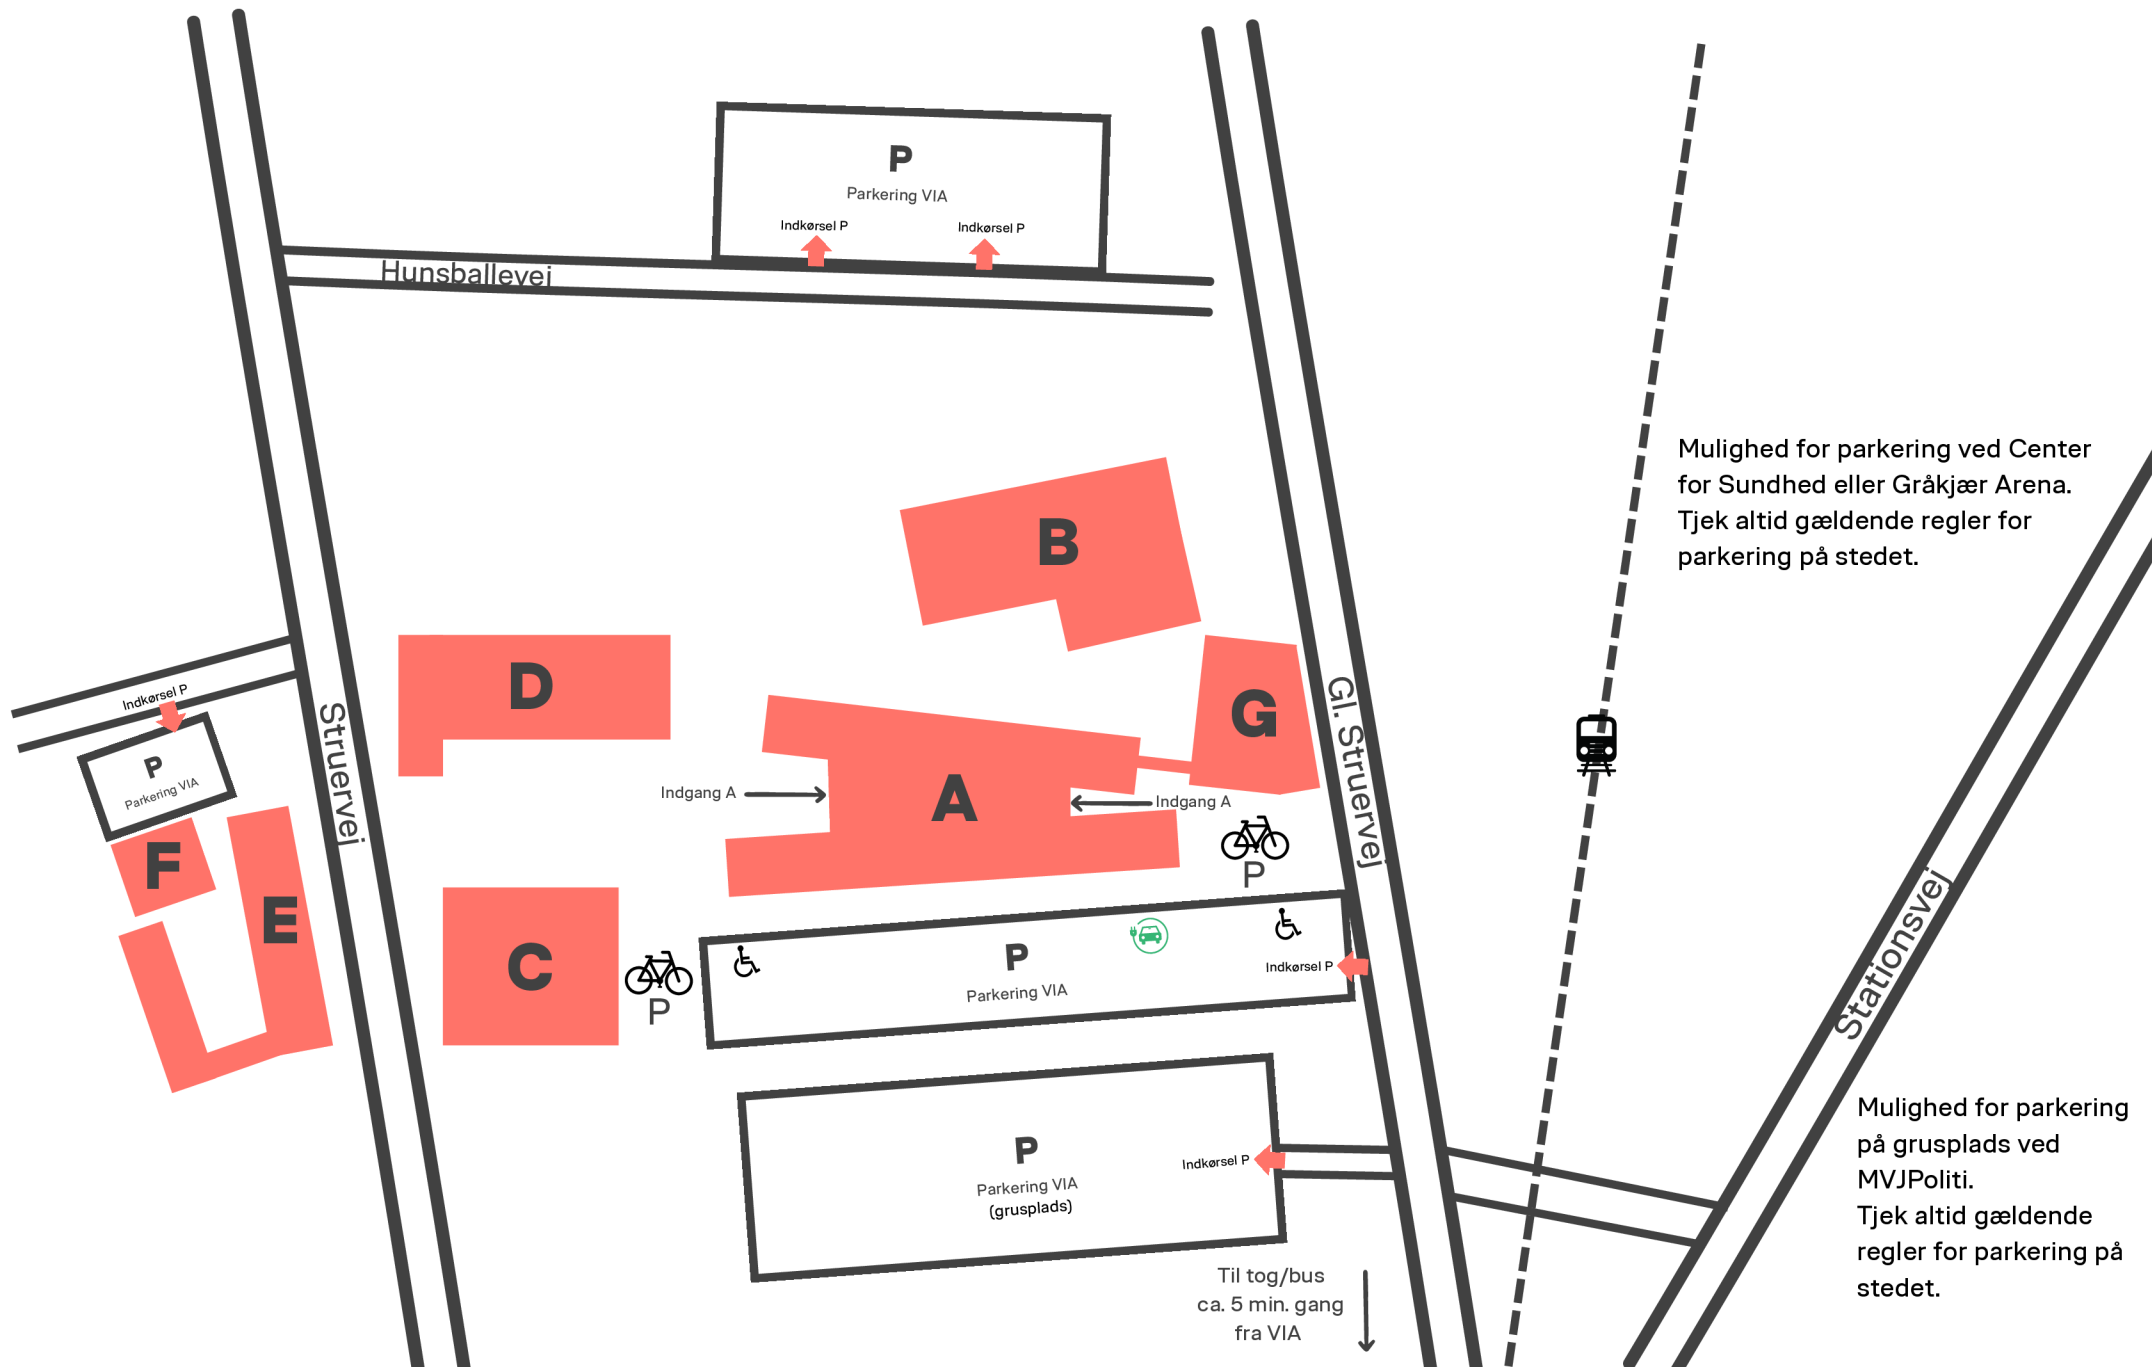 P
Parkering VIA
Indkørsel P
Indkørsel P
Hunsballevej
Mulighed for parkering ved Center
for Sundhed eller Gråkjær Arena.
Tjek altid gældende regler for
parkering på stedet.
B
D
G
Gl. Struervej
Indkørsel P
P
Parkering VIA
Struervej
Indgang A
A
Indgang A
F
E
P
C
P
P
Parkering VIA
Indkørsel P
Stationsvej
P
Parkering VIA
(grusplads)
Indkørsel P
Mulighed for parkering
på grusplads ved
MVJPoliti.
Tjek altid gældende
regler for parkering på
stedet.
Til tog/bus
ca. 5 min. gang
fra VIA